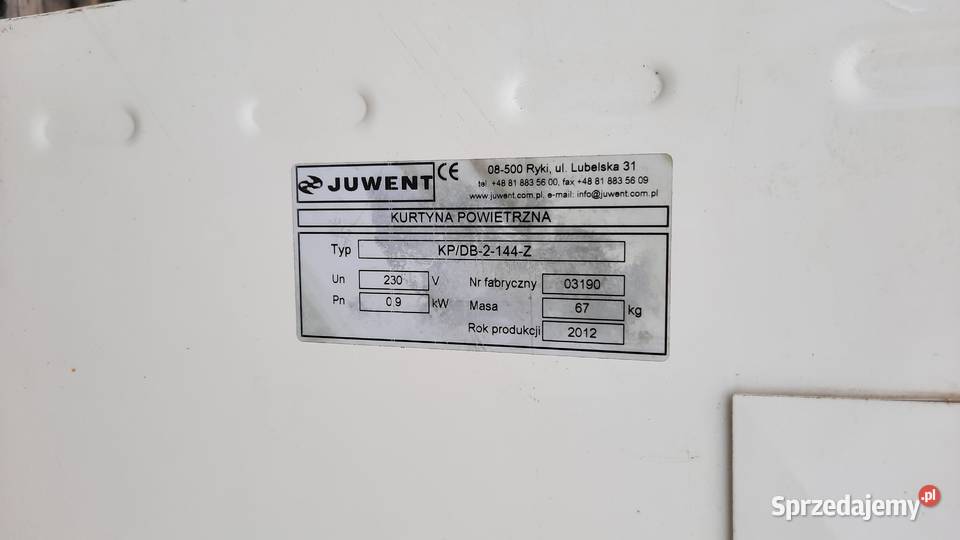 JUWENT CE
08-500 Ryki, ul. Lubelska 31
tel. +48 81 883 56 00, fax +48 81 883 56 09
www.juwent.com.pl; e-mail: info@juwent.com.pl
KURTYNA POWIETRZNA
Typ KP/DB-2-144-Z
Un 230 V Nr fabryczny 03190
Pn 0.9 kW Masa 67 kg
Rok produkcji 2012
Sprzedajemy.pl